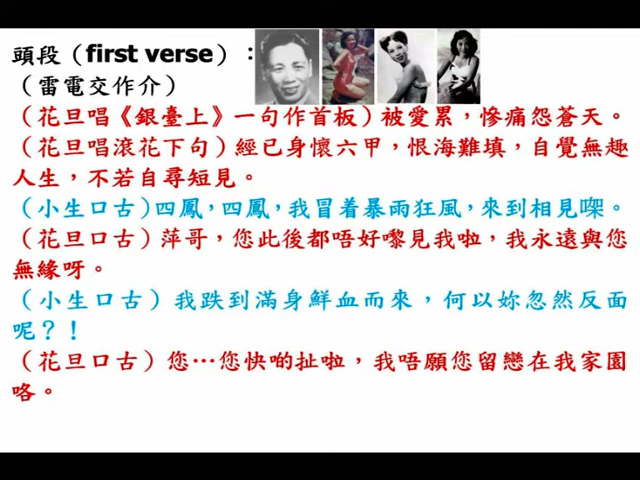 頭段（first verse）：
（雷電交作介）
（花旦唱《銀臺上》一句作首板）被愛累，慘痛怨蒼天。
（花旦唱滾花下句）經已身懷六甲，恨海難填，自覺無趣
人生，不若自尋短見。
（小生口古）四鳳，四鳳，我冒着暴雨狂風，來到相見㗎。
（花旦口古）萍哥，您此後都唔好嚟見我啦，我永遠與您
無緣呀。
（小生口古）我跌到滿身鮮血而來，何以妳忽然反面
呢？！
（花旦口古）您…您快啲扯啦，我唔願您留戀在我家園
咯。